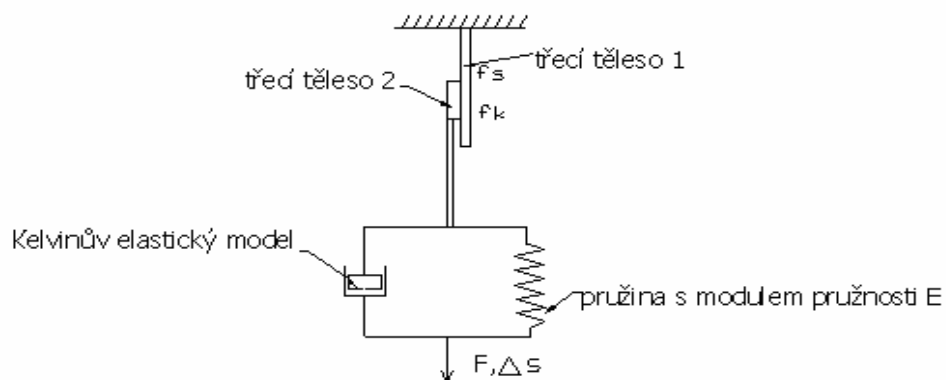 třecí těleso 1
fs
třecí těleso 2
fk
Kelvinův elastický model
pružina s modulem pružnosti E
F,△s